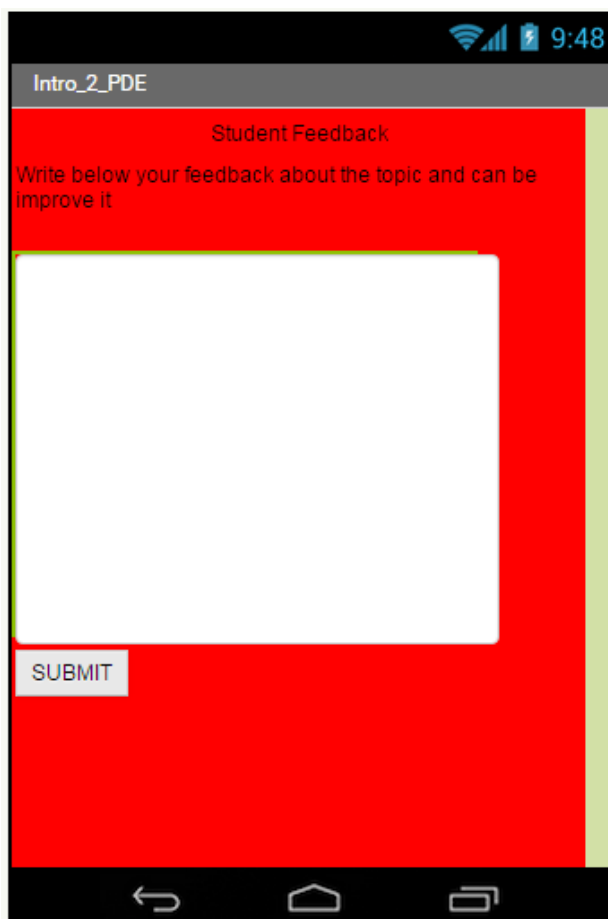 9:48
Intro_2_PDE
Student Feedback
Write below your feedback about the topic and can be
improve it
SUBMIT